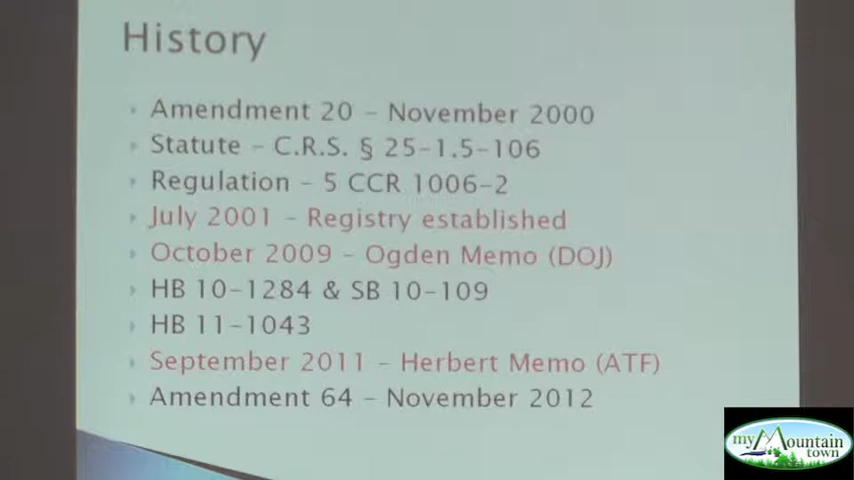 History
Amendment 20 – November 2000
Statute – C.R.S. § 25–1.5–106
Regulation – 5 CCR 1006–2
July 2001 – Registry established
October 2009 – Ogden Memo (DOJ)
HB 10–1284 & SB 10–109
HB 11–1043
September 2011 – Herbert Memo (ATF)
Amendment 64 – November 2012
my Mountain
town